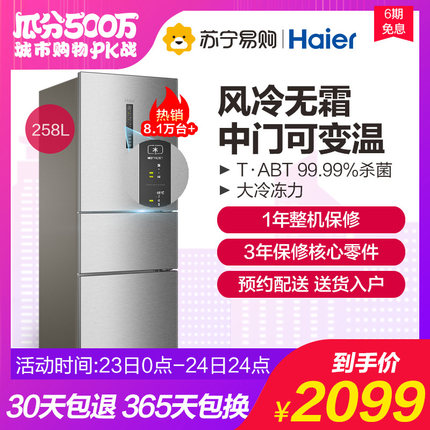 瓜分500万
城市购物PK战
苏宁易购 Haier
6期
免息
258L
热销
8.1万台+
风冷无霜
中门可变温
T·ABT 99.99%杀菌
大冷冻力
1年整机保修
3年保修核心零件
预约配送 送货入户
活动时间:23日0点-24日24点
到手价
30天包退 365天包换
¥2099